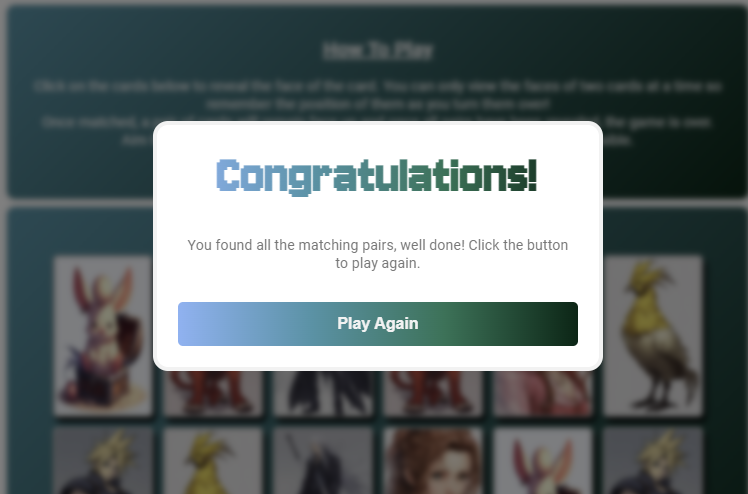 How To Play
Click on the cards below to reveal the face of the card. You can only view the faces of two cards at a time so
remember the position of them as you turn them over!
Once matched, a the game is over.
Congratulations!
You found all the matching pairs, well done! Click the button
to play again.
Play Again